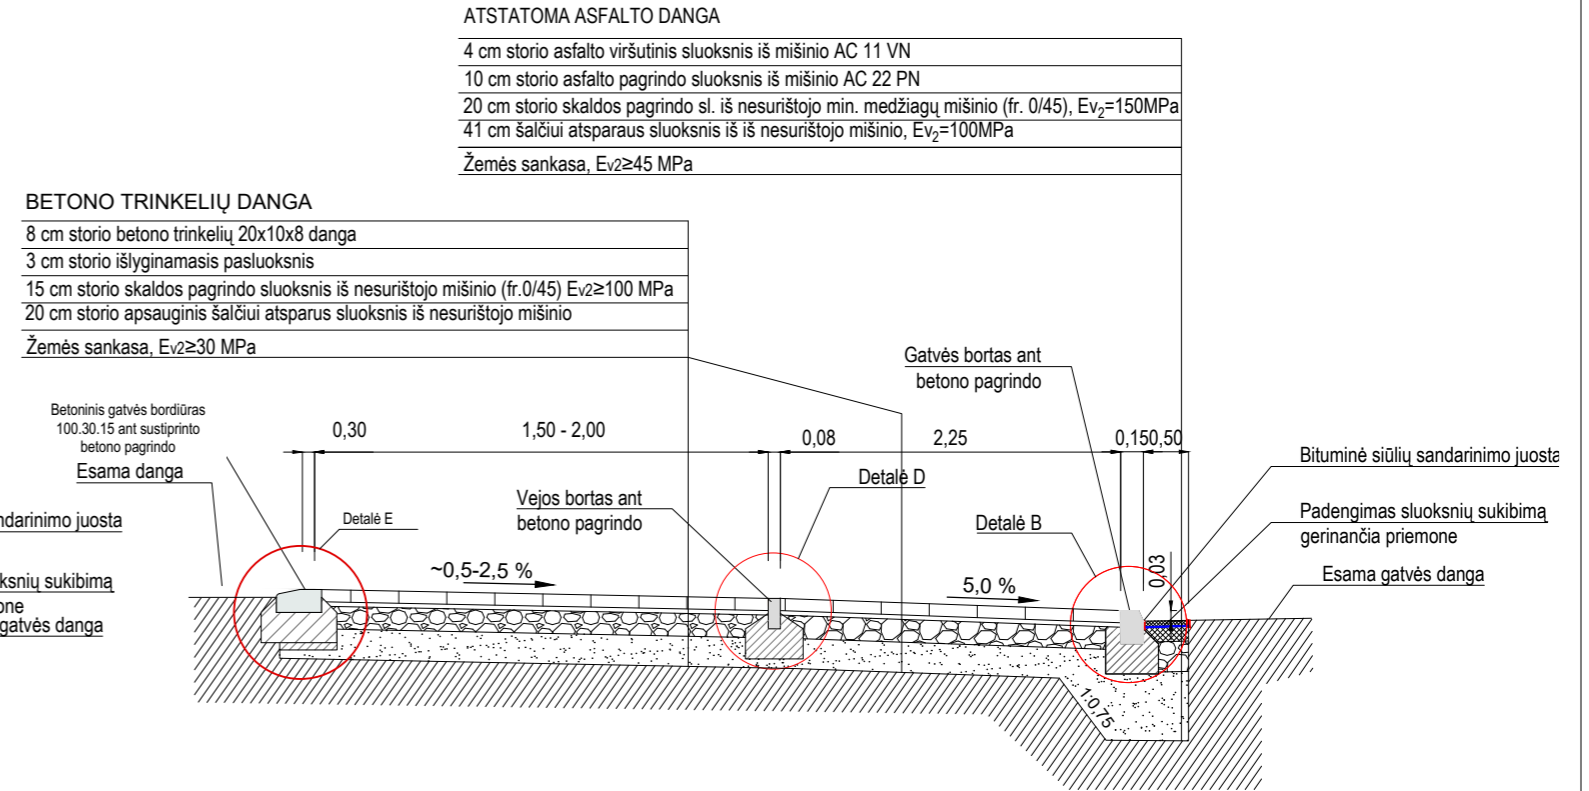 ATSTATOMA ASFALTO DANGA
4 cm storio asfalto viršutinis sluoksnis iš mišinio AC 11 VN
10 cm storio asfalto pagrindo sluoksnis iš mišinio AC 22 PN
20 cm storio skaldos pagrindo sl. iš nesurištojo min. medžiagų mišinio (fr. 0/45), Ev2=150MPa
41 cm šalčiui atsparaus sluoksnis iš iš nesurištojo mišinio, Ev2=100MPa
Žemės sankasa, Ev2≥45 MPa
BETONO TRINKELIŲ DANGA
8 cm storio betono trinkelių 20x10x8 danga
3 cm storio išlyginamasis pasluoksnis
15 cm storio skaldos pagrindo sluoksnis iš nesurištojo mišinio (fr.0/45) Ev2≥100 MPa
20 cm storio apsauginis šalčiui atsparus sluoksnis iš nesurištojo mišinio
Žemės sankasa, Ev2≥30 MPa
Gatvės bortas ant
betono pagrindo
Betoninis gatvės bordiūras
100.30.15 ant sustiprinto
betono pagrindo
Esama danga
0,30
1,50 - 2,00
0,08
2,25
0,15
0,50
Bituminė siūlių sandarinimo juosta
Detalė D
Vejos bortas ant
betono pagrindo
Detalė E
Detalė B
Padengimas sluoksnių sukibimą
gerinančia priemone
ndarinimo juosta
Esama gatvės danga
ksnių sukibimą
one
gatvės danga
~0,5-2,5 %
5,0 %
0,03
1:0,75